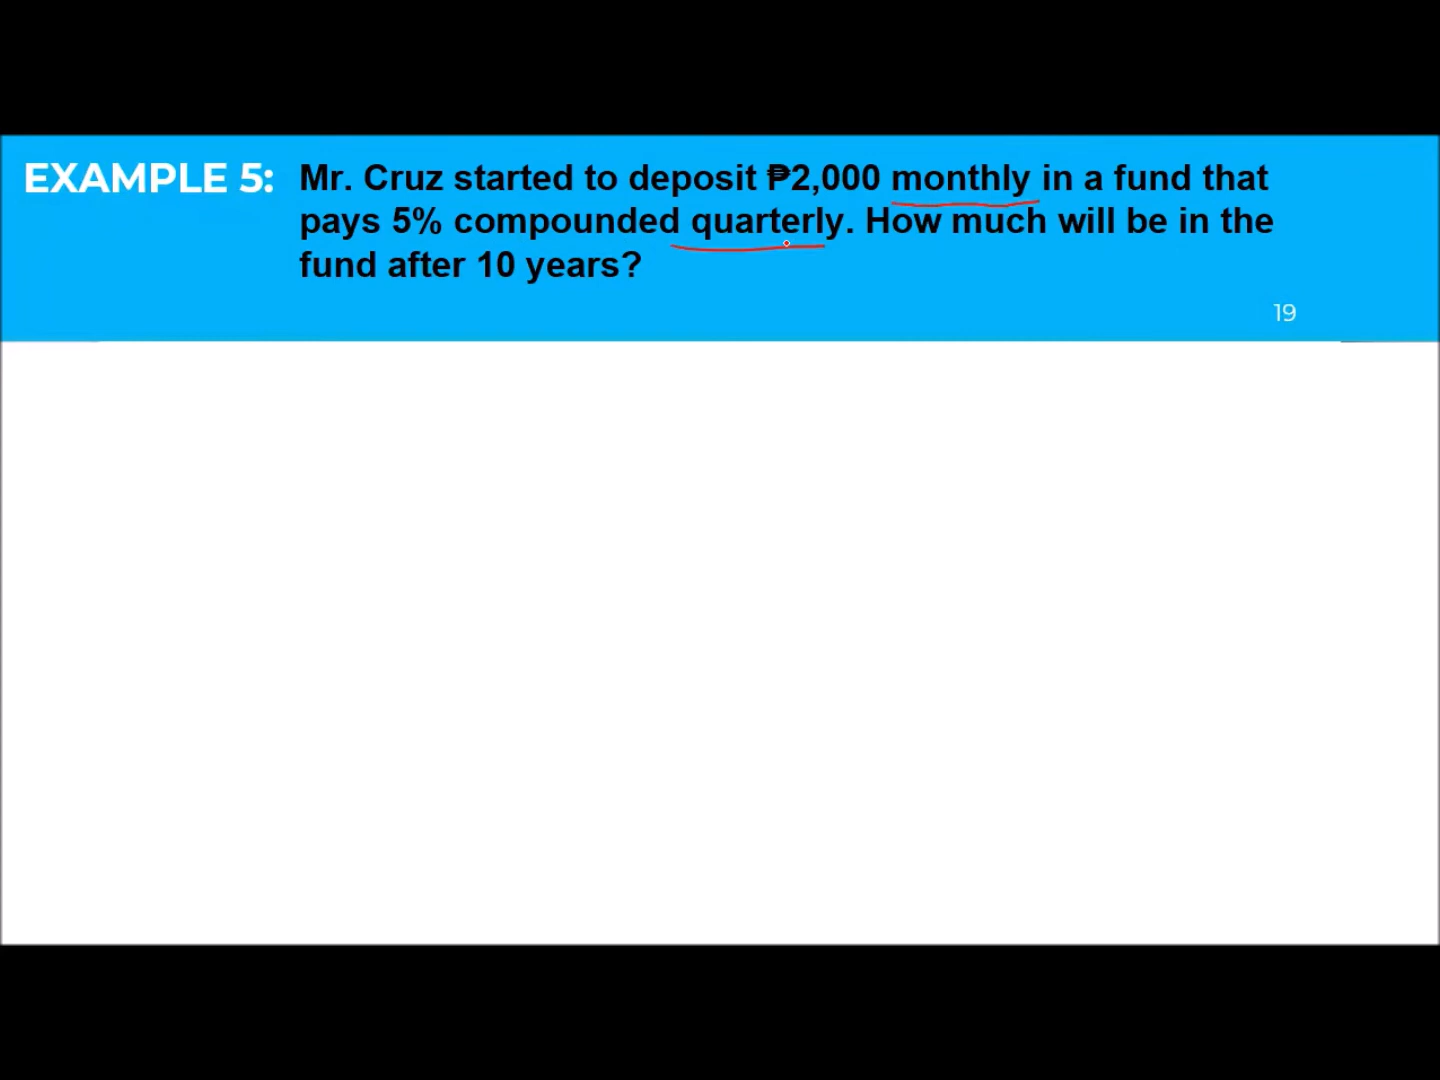 EXAMPLE 5: Mr. Cruz started to deposit ₱2,000 monthly in a fund that
pays 5% compounded quarterly. How much will be in the
fund after 10 years?
19